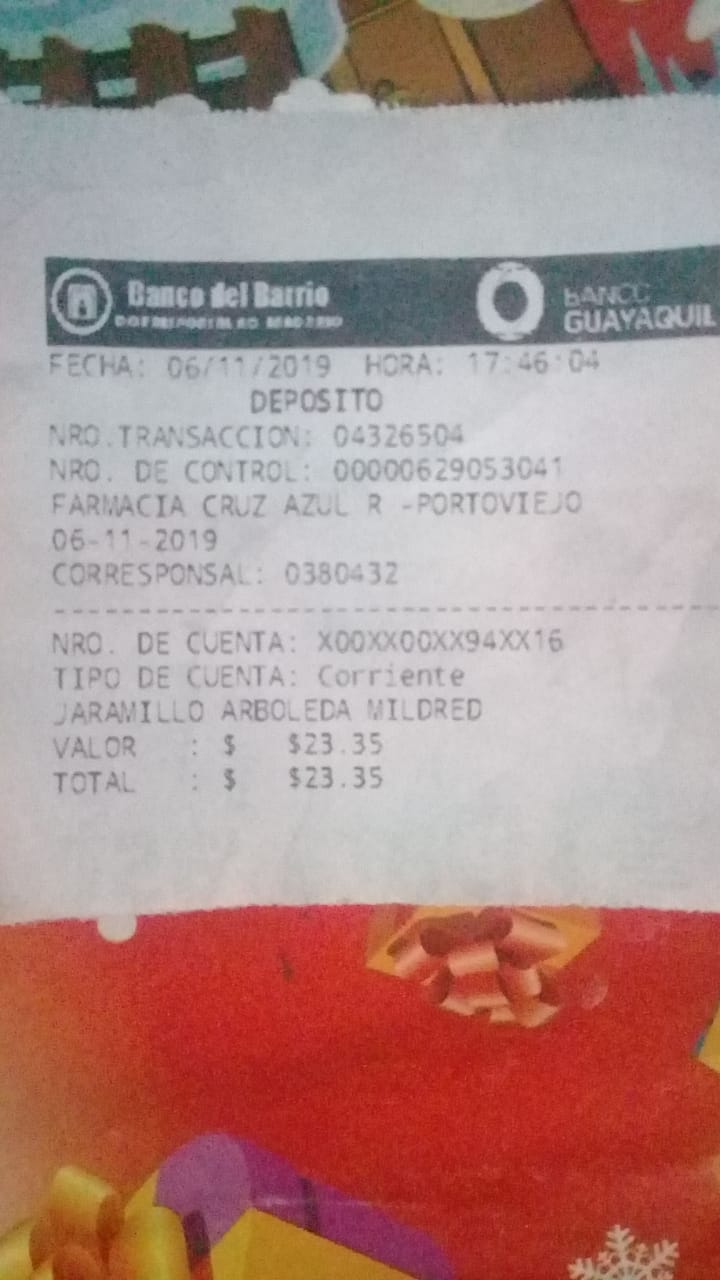 Banco del Barrio
BANCO
GUAYAQUIL
FECHA: 06/11/2019 HORA: 17:46:04
DEPOSITO
NRO.TRANSACCION: 04326504
NRO. DE CONTROL: 00000629053041
FARMACIA CRUZ AZUL R -PORTOVIEJO
06-11-2019
CORRESPONSAL: 0380432
NRO. DE CUENTA: X00XX00XX94XX16
TIPO DE CUENTA: Corriente
JARAMILLO ARBOLEDA MILDRED
VALOR : $ $23.35
TOTAL : $ $23.35